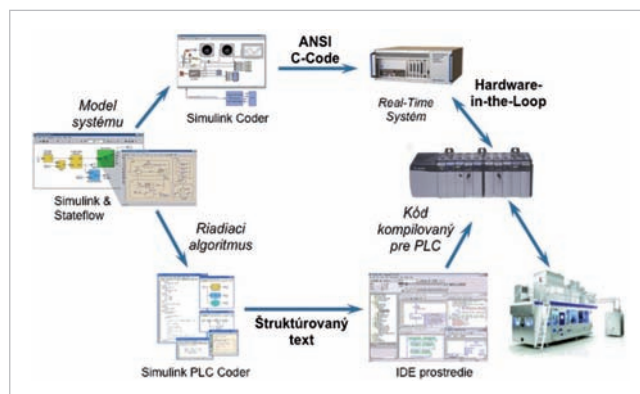 ANSI
C-Code
Hardware-
in-the-Loop
Model
systému
Simulink Coder
Real-Time
Systém
Simulink &
Stateflow
Riadiaci
algoritmus
Kód
kompilovaný
pre PLC
Štruktúrovaný
text
Simulink PLC Coder
IDE prostredie